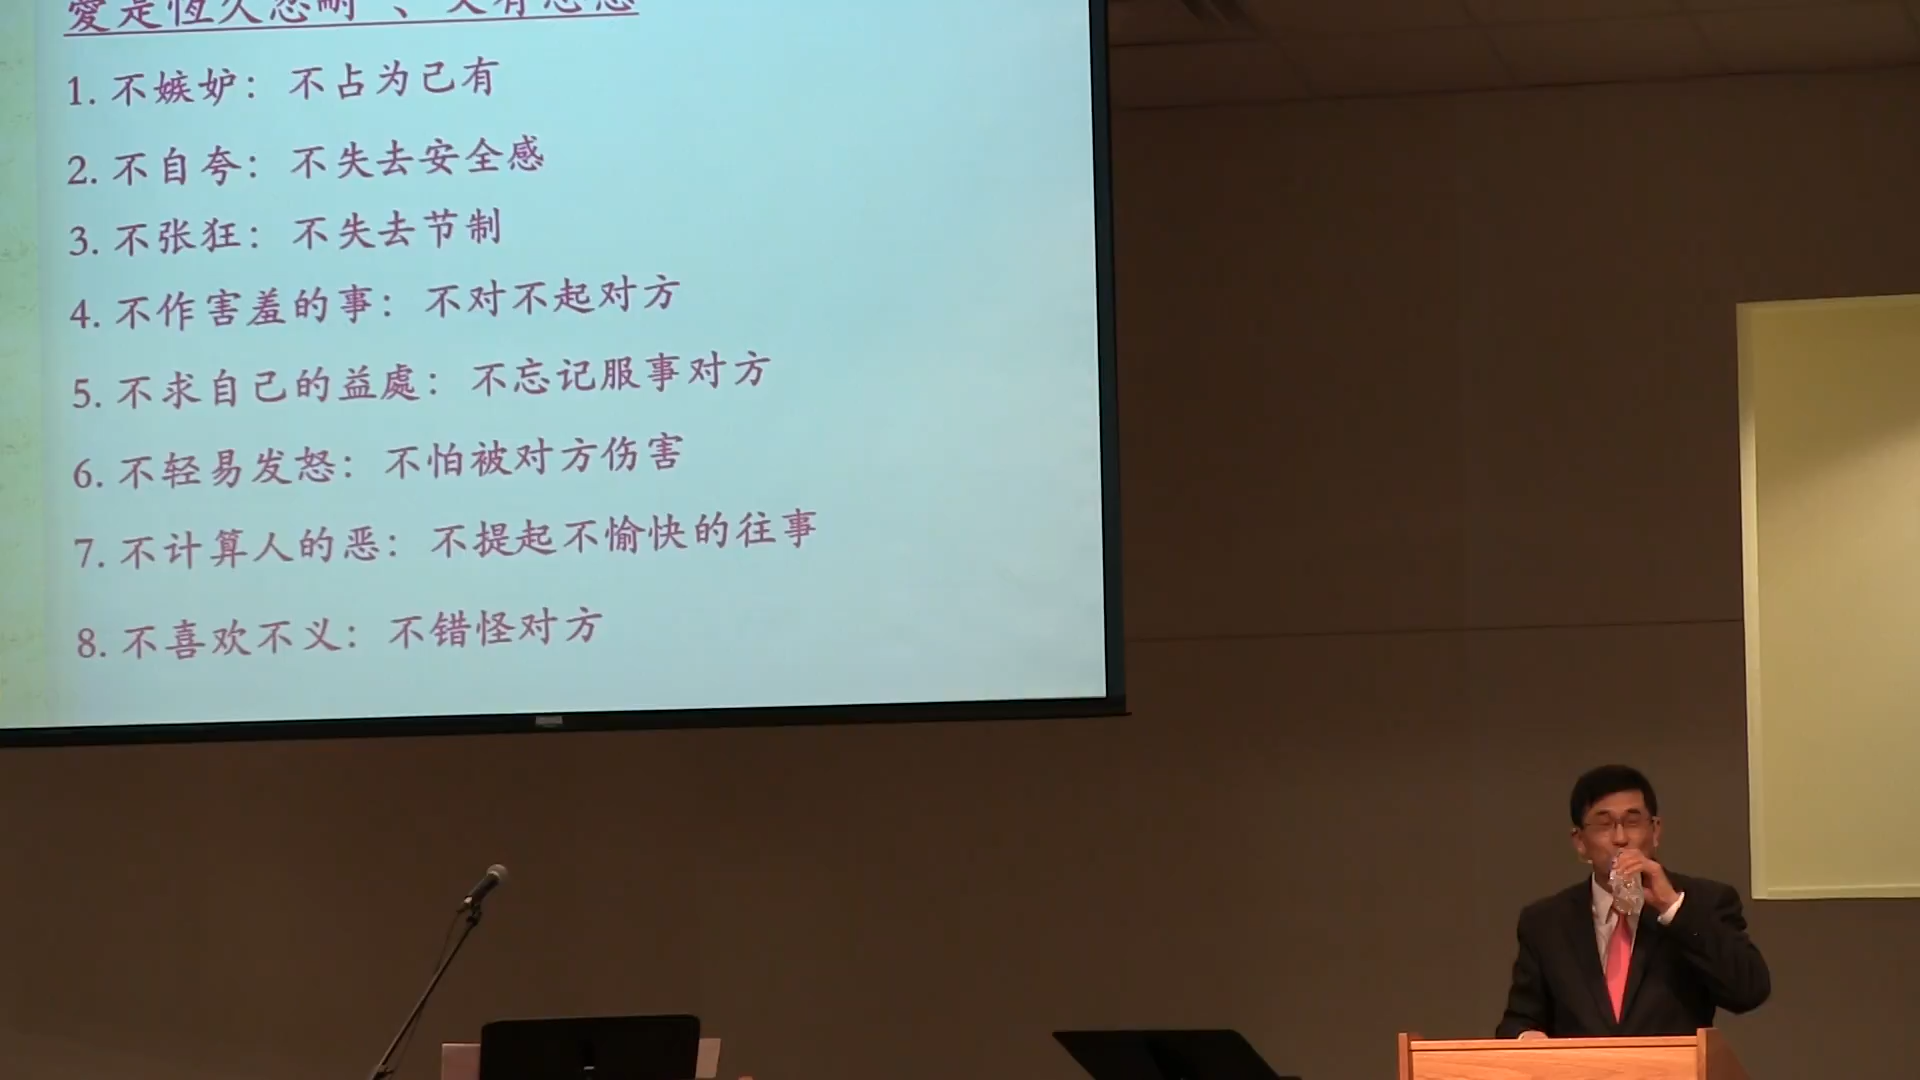 愛是恆久忍耐、又有恩慈
1. 不嫉妒：不占为己有
2. 不自夸：不失去安全感
3. 不张狂：不失去节制
4. 不作害羞的事：不对不起对方
5. 不求自己的益處：不忘记服事对方
6. 不轻易发怒：不怕被对方伤害
7. 不计算人的恶：不提起不愉快的往事
8. 不喜欢不义：不错怪对方